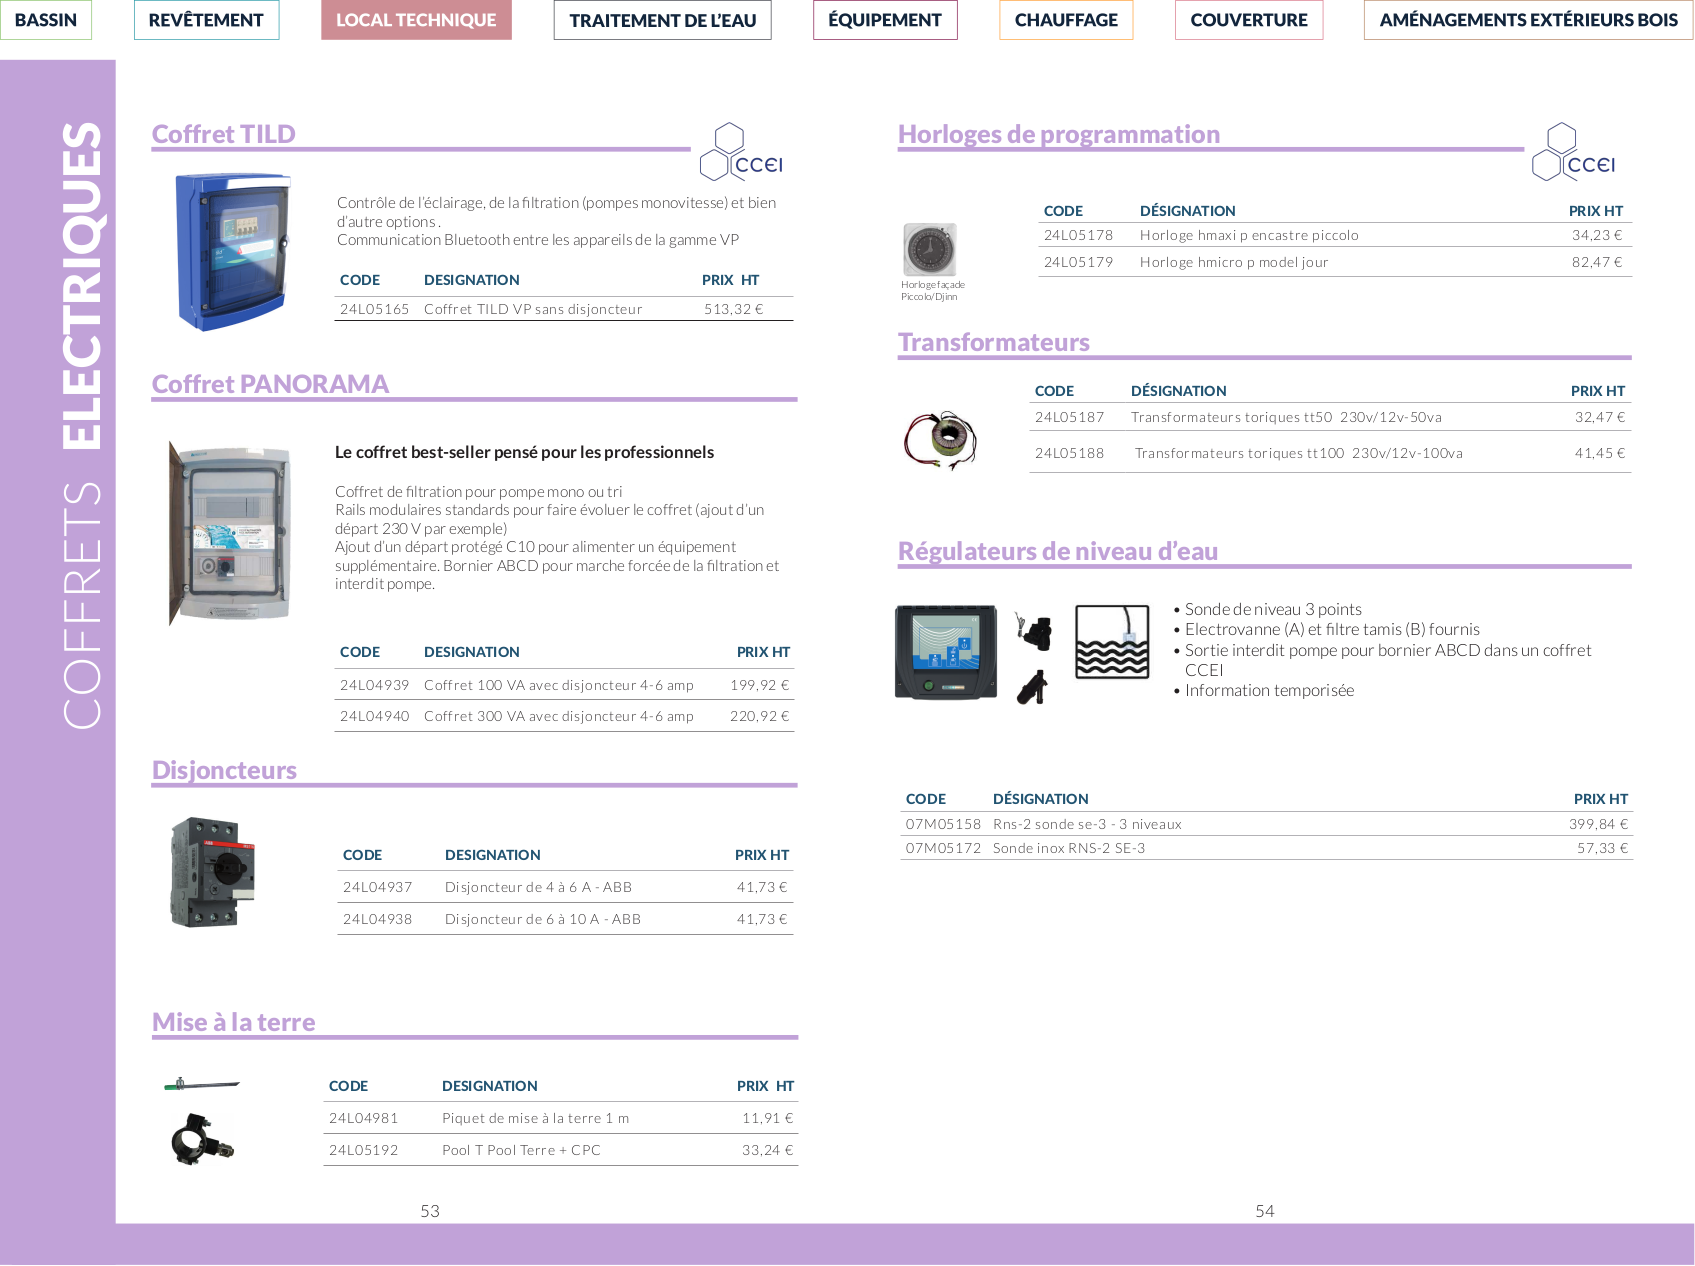 BASSIN
REVÊTEMENT
LOCAL TECHNIQUE
TRAITEMENT DE L'EAU
ÉQUIPEMENT
CHAUFFAGE
COUVERTURE
AMÉNAGEMENTS EXTÉRIEURS BOIS
COFFRETS ELECTRIQUES
Coffret TILD
CCEI
Contrôle de l'éclairage, de la filtration (pompes monovitesse) et bien
d'autre options .
Communication Bluetooth entre les appareils de la gamme VP
CODE DESIGNATION PRIX HT
24L05165 Coffret TILD VP sans disjoncteur 513,32 €
Coffret PANORAMA
Le coffret best-seller pensé pour les professionnels
Coffret de filtration pour pompe mono ou tri
Rails modulaires standards pour faire évoluer le coffret (ajout d'un
départ 230 V par exemple)
Ajout d'un départ protégé C10 pour alimenter un équipement
supplémentaire. Bornier ABCD pour marche forcée de la filtration et
interdit pompe.
CODE DESIGNATION PRIX HT
24L04939 Coffret 100 VA avec disjoncteur 4-6 amp 199,92 €
24L04940 Coffret 300 VA avec disjoncteur 4-6 amp 220,92 €
Disjoncteurs
CODE DESIGNATION PRIX HT
24L04937 Disjoncteur de 4 à 6 A - ABB 41,73 €
24L04938 Disjoncteur de 6 à 10 A - ABB 41,73 €
Mise à la terre
CODE DESIGNATION PRIX HT
24L04981 Piquet de mise à la terre 1 m 11,91 €
24L05192 Pool T Pool Terre + CPC 33,24 €
53
Horloges de programmation
CCEI
CODE DÉSIGNATION PRIX HT
24L05178 Horloge hmaxi p encastre piccolo 34,23 €
24L05179 Horloge hmicro p model jour 82,47 €
Horloge façade
Piccolo/Djinn
Transformateurs
CODE DÉSIGNATION PRIX HT
24L05187 Transformateurs toriques tt50 230v/12v-50va 32,47 €
24L05188 Transformateurs toriques tt100 230v/12v-100va 41,45 €
Régulateurs de niveau d'eau
• Sonde de niveau 3 points
• Electrovanne (A) et filtre tamis (B) fournis
• Sortie interdit pompe pour bornier ABCD dans un coffret
CCEI
• Information temporisée
CODE DÉSIGNATION PRIX HT
07M05158 Rns-2 sonde se-3 - 3 niveaux 399,84 €
07M05172 Sonde inox RNS-2 SE-3 57,33 €
54